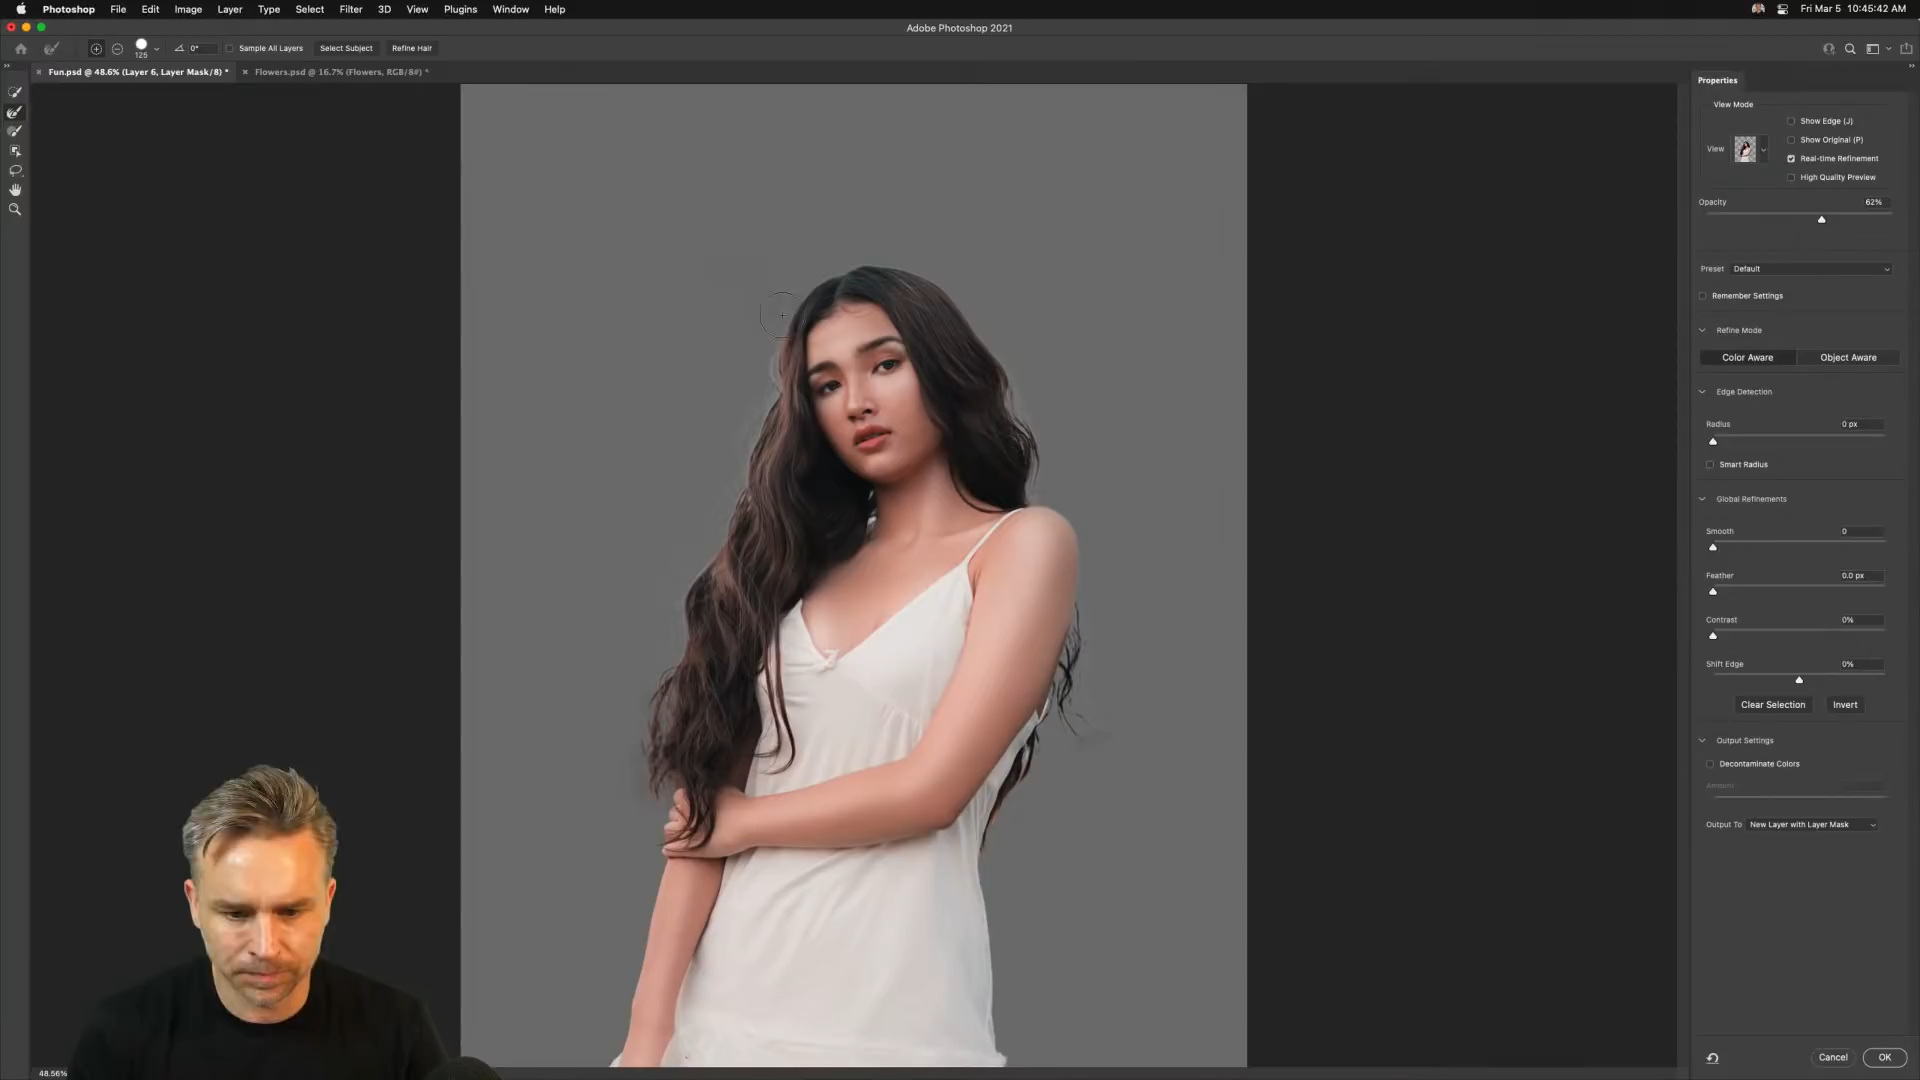 Photoshop File Edit Image Layer Type Select Filter 3D View Plugins Window Help Fri Mar 5 10:45:42 AM
Adobe Photoshop 2021
125 0° Sample All Layers Select Subject Refine Hair
Fun.psd @ 48.6% (Layer 6, Layer Mask/8) * Flowers.psd @ 16.7% (Flowers, RGB/8#) *
Properties
View Mode
Show Edge (J)
Show Original (P)
View
Real-time Refinement
High Quality Preview
Opacity 62%
Preset Default
Remember Settings
Refine Mode
Color Aware Object Aware
Edge Detection
Radius 0 px
Smart Radius
Global Refinements
Smooth 0
Feather 0.0 px
Contrast 0%
Shift Edge 0%
Clear Selection Invert
Output Settings
Decontaminate Colors
Amount
Output To New Layer with Layer Mask
Cancel OK
48.56%